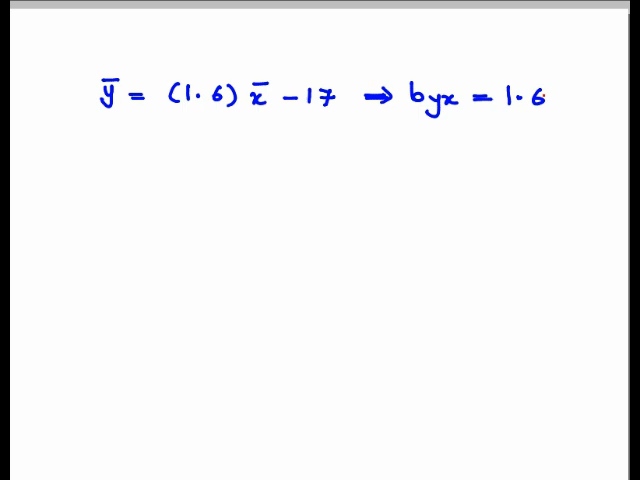 y̅ = (1.6) x̅ - 17 → byx = 1.6